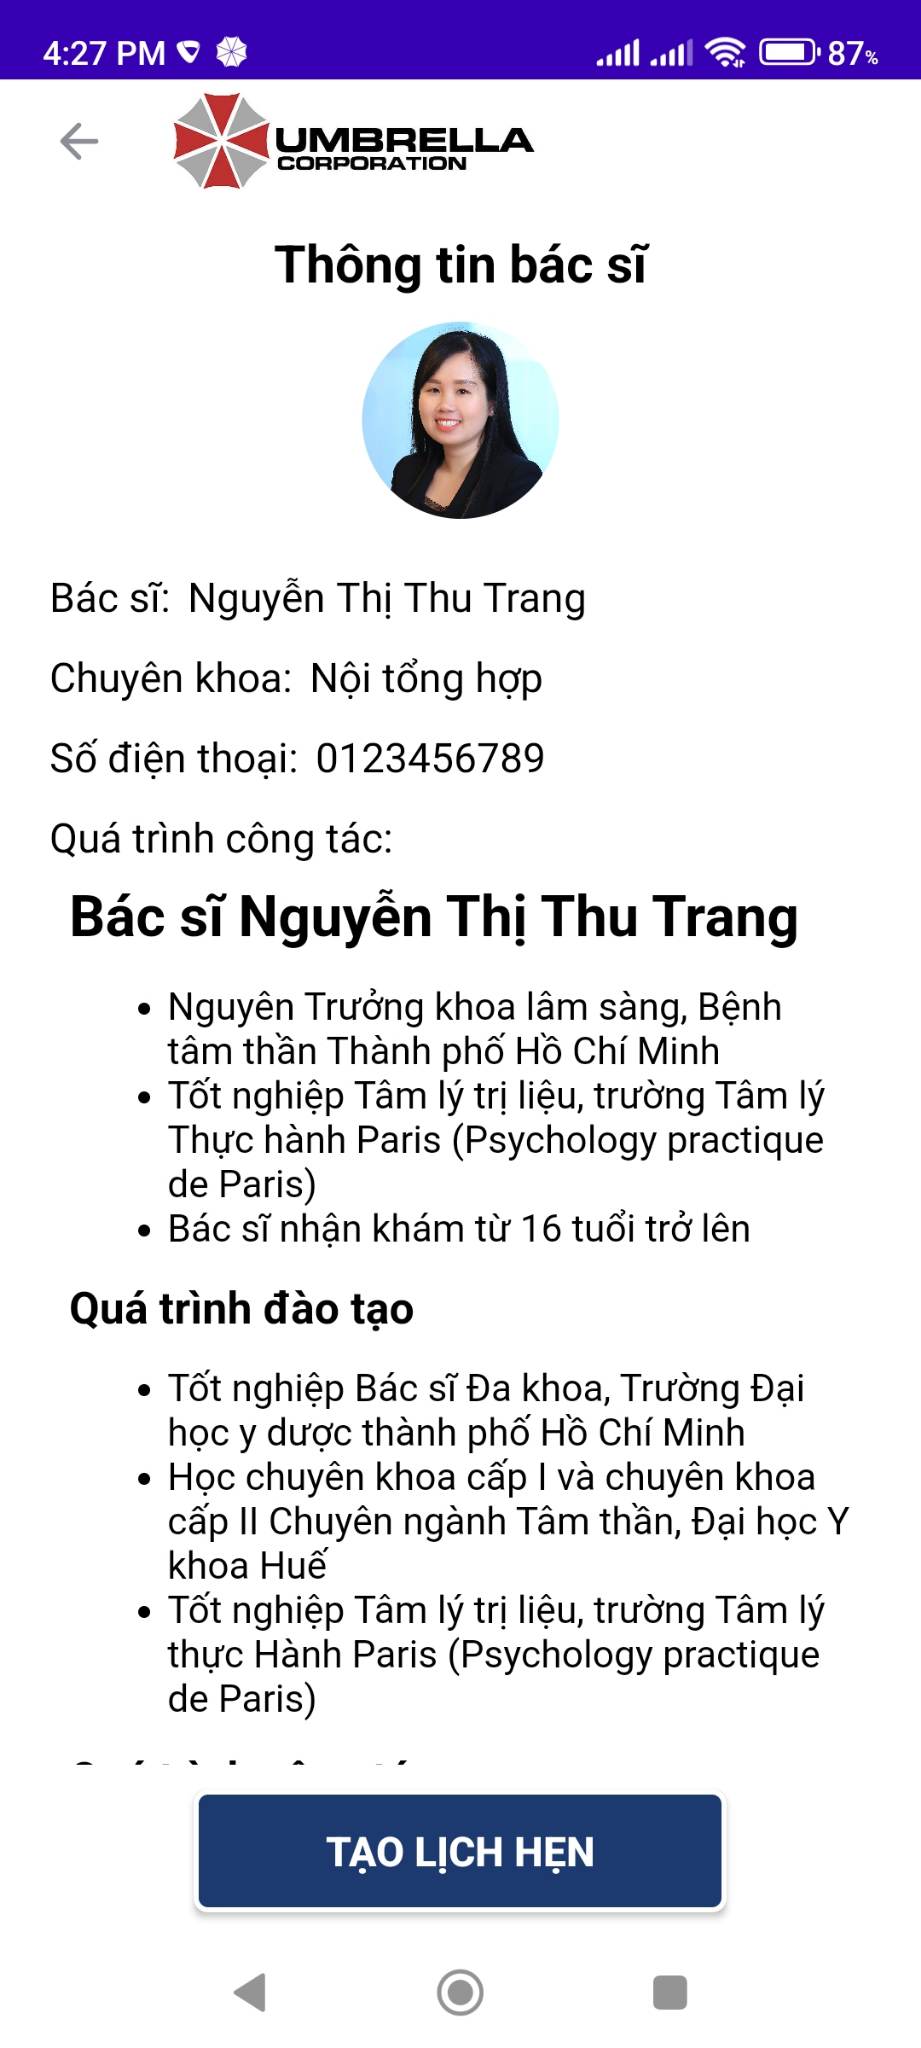 4:27 PM
87%
UMBRELLA
CORPORATION
Thông tin bác sĩ
Bác sĩ: Nguyễn Thị Thu Trang
Chuyên khoa: Nội tổng hợp
Số điện thoại: 0123456789
Quá trình công tác:
Bác sĩ Nguyễn Thị Thu Trang
• Nguyên Trưởng khoa lâm sàng, Bệnh
tâm thần Thành phố Hồ Chí Minh
• Tốt nghiệp Tâm lý trị liệu, trường Tâm lý
Thực hành Paris (Psychology practique
de Paris)
• Bác sĩ nhận khám từ 16 tuổi trở lên
Quá trình đào tạo
• Tốt nghiệp Bác sĩ Đa khoa, Trường Đại
học y dược thành phố Hồ Chí Minh
• Học chuyên khoa cấp I và chuyên khoa
cấp II Chuyên ngành Tâm thần, Đại học Y
khoa Huế
• Tốt nghiệp Tâm lý trị liệu, trường Tâm lý
thực Hành Paris (Psychology practique
de Paris)
TẠO LỊCH HẸN